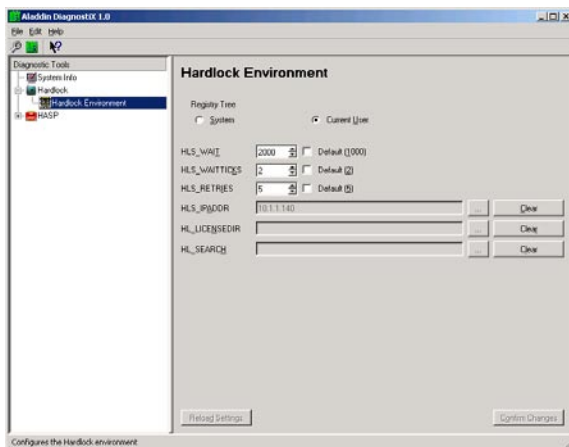 Aladdin DiagnostiX 1.0
File Edit Help
Diagnostic Tools
System Info
Hardlock
Hardlock Environment
HASP
Hardlock Environment
Registry Tree
System Current User
HLS_WAIT 2000 Default (1000)
HLS_WAITTICKS 2 Default (2)
HLS_RETRIES 5 Default (5)
HLS_IPADDR 10.1.1.140 ... Clear
HL_LICENSEDIR ... Clear
HL_SEARCH ... Clear
Reload Settings Confirm Changes
Configures the Hardlock environment